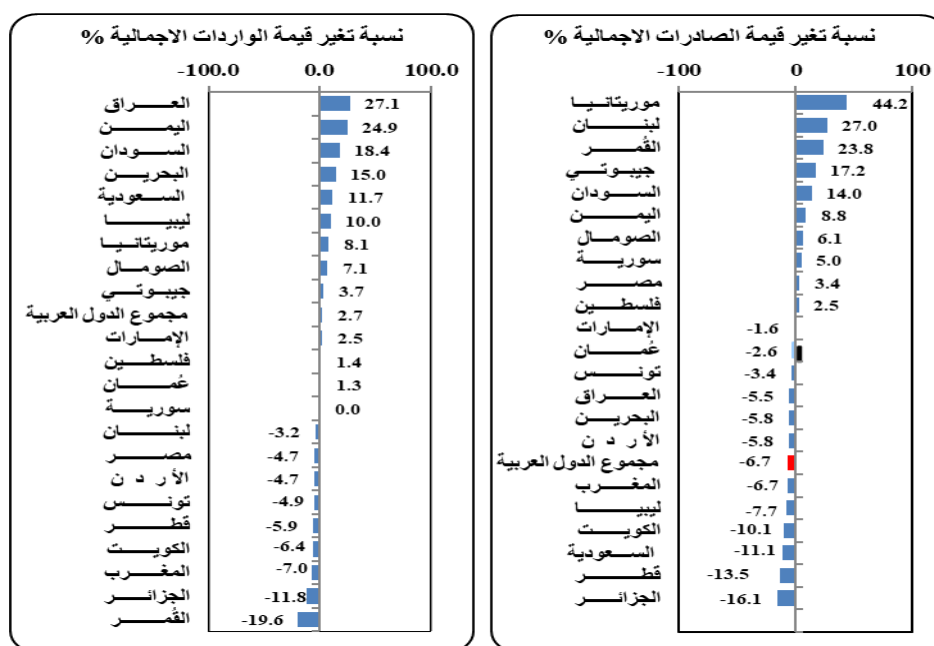 نسبة تغير قيمة الصادرات الاجمالية %
-100 0 100
موريتانيا 44.2
لبنان 27.0
القُمر 23.8
جيبوتي 17.2
السودان 14.0
اليمن 8.8
الصومال 6.1
سورية 5.0
مصر 3.4
فلسطين 2.5
الإمارات -1.6
عُمان -2.6
تونس -3.4
العراق -5.5
البحرين -5.8
الأردن -5.8
مجموع الدول العربية -6.7
المغرب -6.7
ليبيا -7.7
الكويت -10.1
السعودية -11.1
قطر -13.5
الجزائر -16.1
نسبة تغير قيمة الواردات الاجمالية %
-100.0 0.0 100.0
العراق 27.1
اليمن 24.9
السودان 18.4
البحرين 15.0
السعودية 11.7
ليبيا 10.0
موريتانيا 8.1
الصومال 7.1
جيبوتي 3.7
مجموع الدول العربية 2.7
الإمارات 2.5
فلسطين 1.4
عُمان 1.3
سورية 0.0
لبنان -3.2
مصر -4.7
الأردن -4.7
تونس -4.9
قطر -5.9
الكويت -6.4
المغرب -7.0
الجزائر -11.8
القُمر -19.6